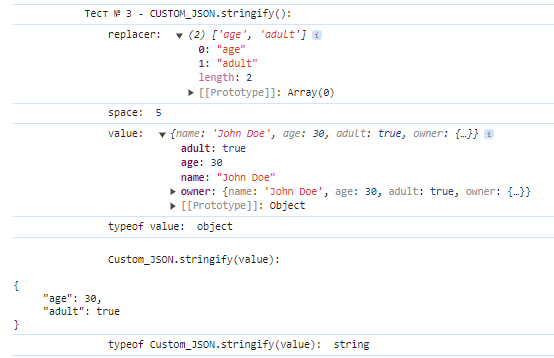 Тест № 3 - CUSTOM_JSON.stringify():
replacer: ▼ (2) ['age', 'adult'] i
0: "age"
1: "adult"
length: 2
▶ [[Prototype]]: Array(0)
space: 5
value: ▼ {name: 'John Doe', age: 30, adult: true, owner: {…}} i
adult: true
age: 30
name: "John Doe"
▶ owner: {name: 'John Doe', age: 30, adult: true, owner: {…}}
▶ [[Prototype]]: Object
typeof value: object
Custom_JSON.stringify(value):
{
"age": 30,
"adult": true
}
typeof Custom_JSON.stringify(value): string